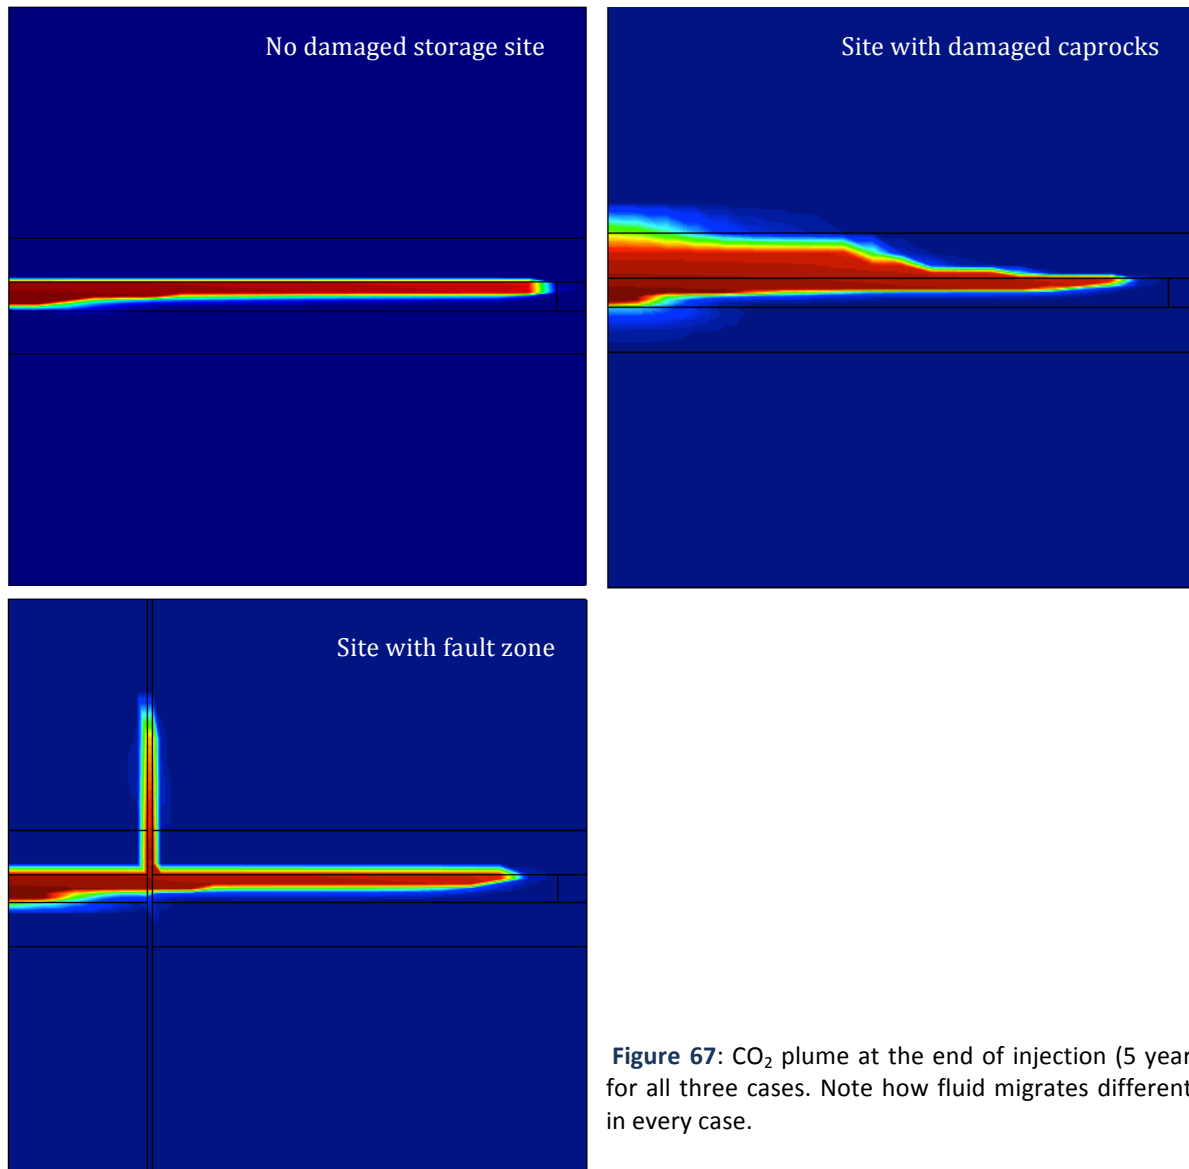 No damaged storage site
Site with damaged caprocks
Site with fault zone
Figure 67: CO₂ plume at the end of injection (5 year
for all three cases. Note how fluid migrates different
in every case.